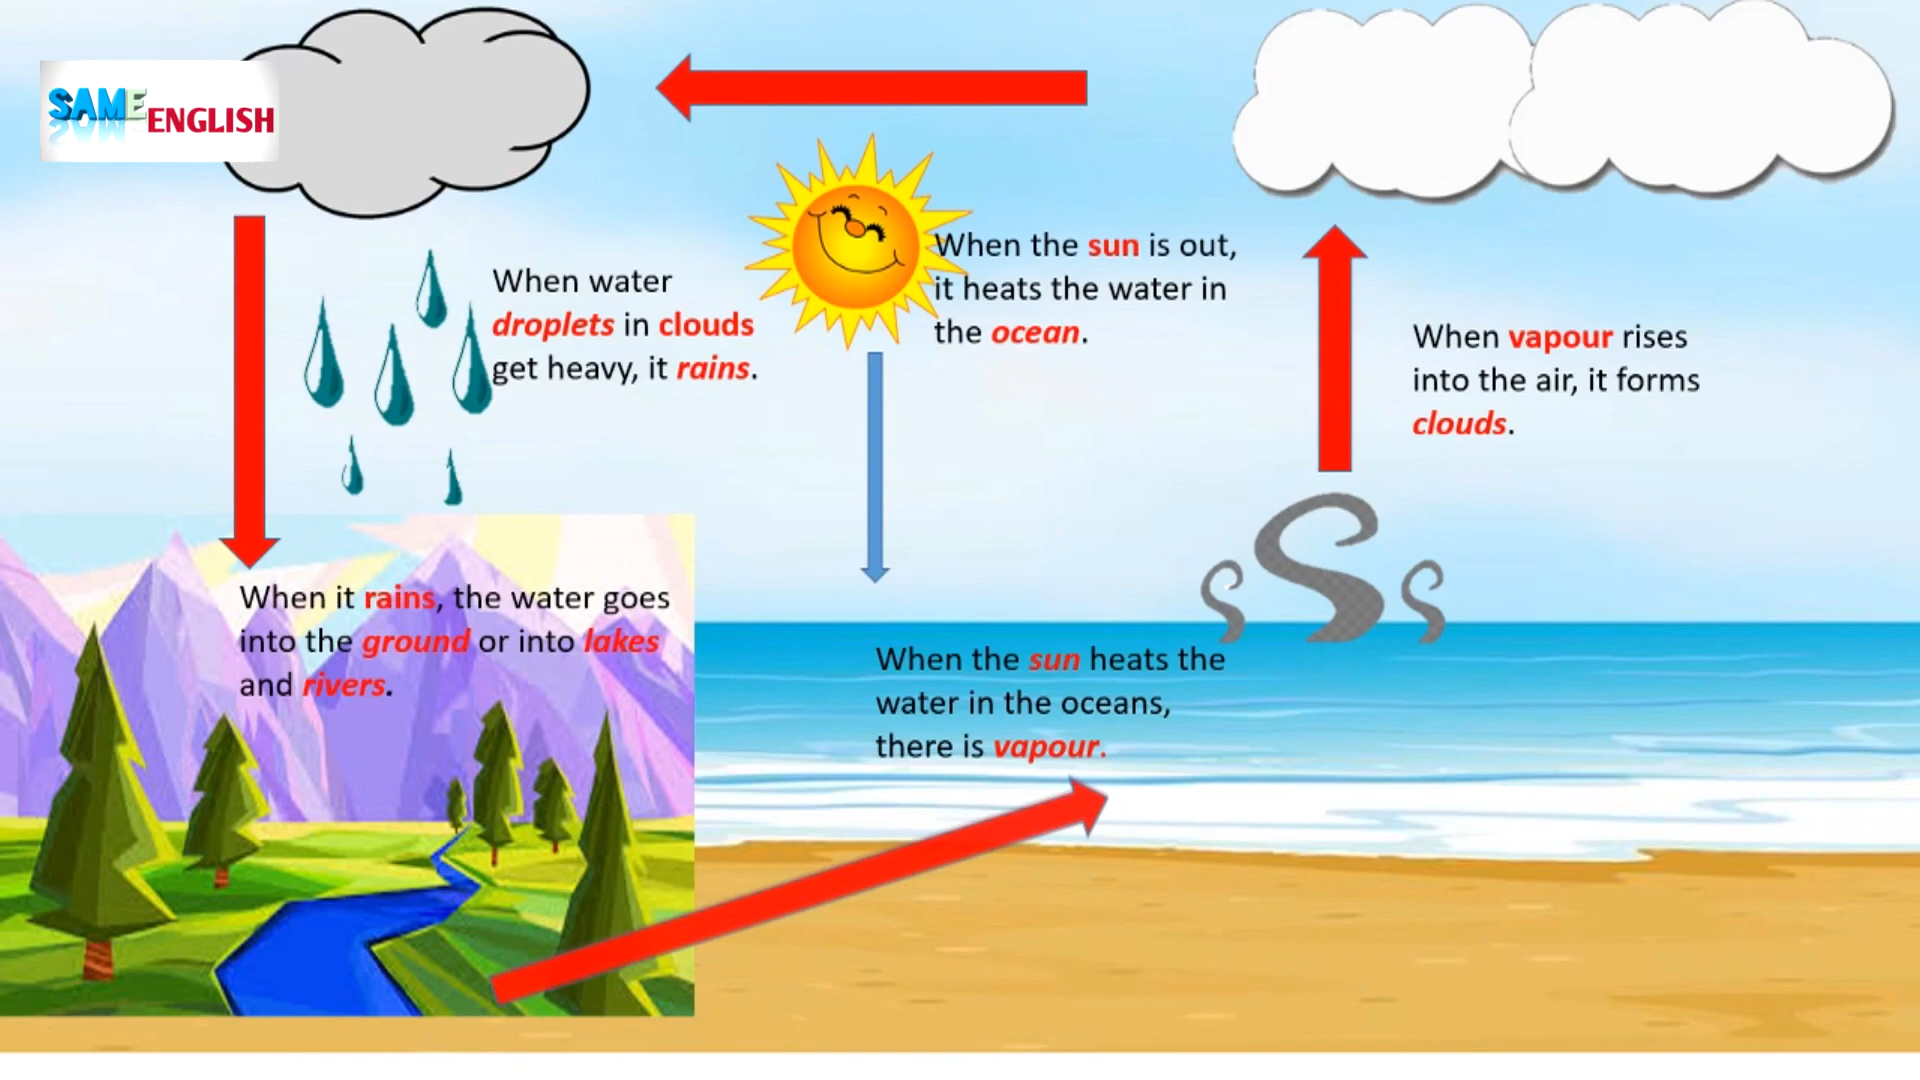 SAME ENGLISH
When the sun is out,
it heats the water in
the ocean.
When water
droplets in clouds
get heavy, it rains.
When vapour rises
into the air, it forms
clouds.
When it rains, the water goes
into the ground or into lakes
and rivers.
When the sun heats the
water in the oceans,
there is vapour.